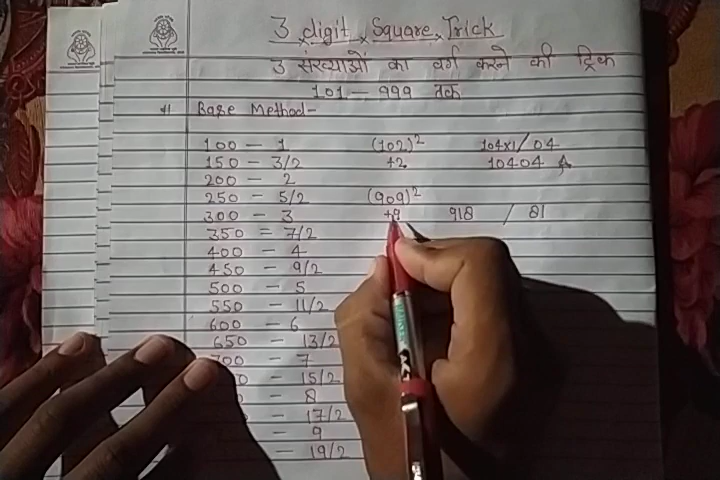 3 digit Square Trick
3 संख्याओं का वर्ग करने की ट्रिक
101 - 999 तक
Base Method -
100 - 1 (102)² 104×1/04
150 - 3/2 +2 10404
200 - 2
250 - 5/2 (909)²
300 - 3 +9 918 / 81
350 = 7/2
400 - 4
450 - 9/2
500 - 5
550 - 11/2
600 - 6
650 - 13/2
700 - 7
- 15/2
- 8
- 17/2
- 9
- 19/2